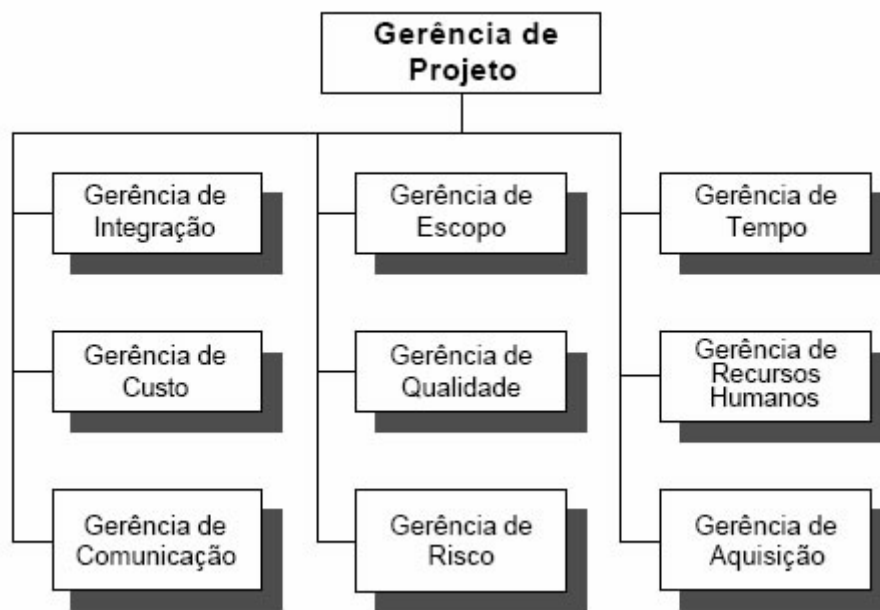 Gerência de
Projeto
Gerência de
Integração
Gerência de
Escopo
Gerência de
Tempo
Gerência de
Custo
Gerência de
Qualidade
Gerência de
Recursos
Humanos
Gerência de
Comunicação
Gerência de
Risco
Gerência de
Aquisição